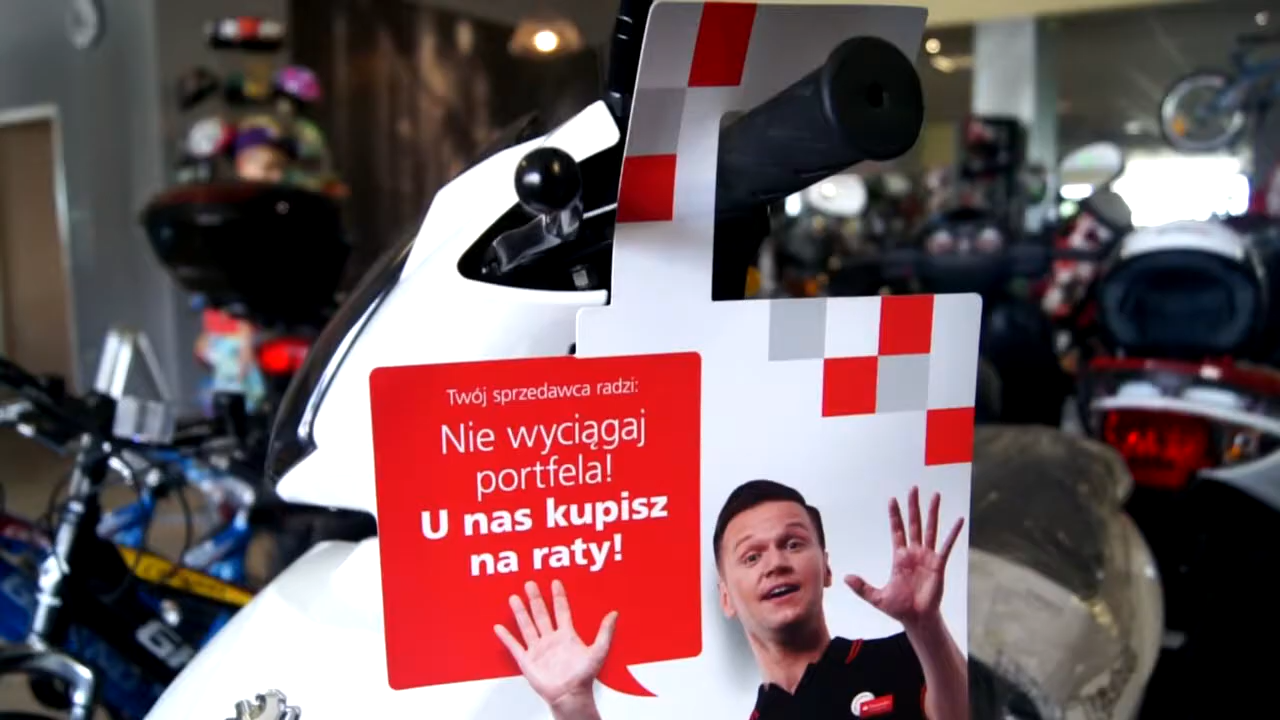 Twój sprzedawca radzi:
Nie wyciągaj
portfela!
U nas kupisz
na raty!